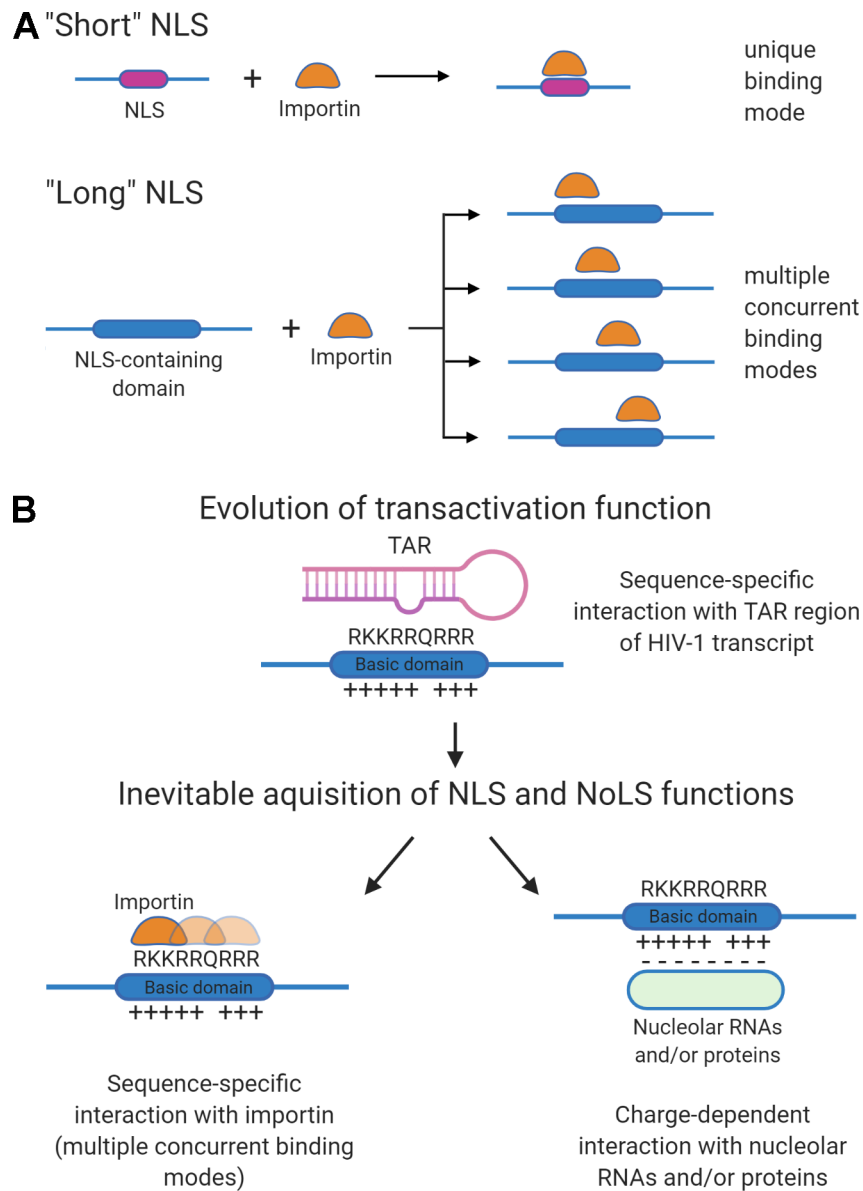 A "Short" NLS
+
NLS
Importin
unique
binding
mode
"Long" NLS
+
NLS-containing
domain
Importin
multiple
concurrent
binding
modes
B Evolution of transactivation function
TAR
RKKRRQRRR
Basic domain
+++++ +++
Sequence-specific
interaction with TAR region
of HIV-1 transcript
Inevitable aquisition of NLS and NoLS functions
Importin
RKKRRQRRR
Basic domain
+++++ +++
Sequence-specific
interaction with importin
(multiple concurrent binding
modes)
RKKRRQRRR
Basic domain
+++++ +++
- - - - - - - -
Nucleolar RNAs
and/or proteins
Charge-dependent
interaction with nucleolar
RNAs and/or proteins